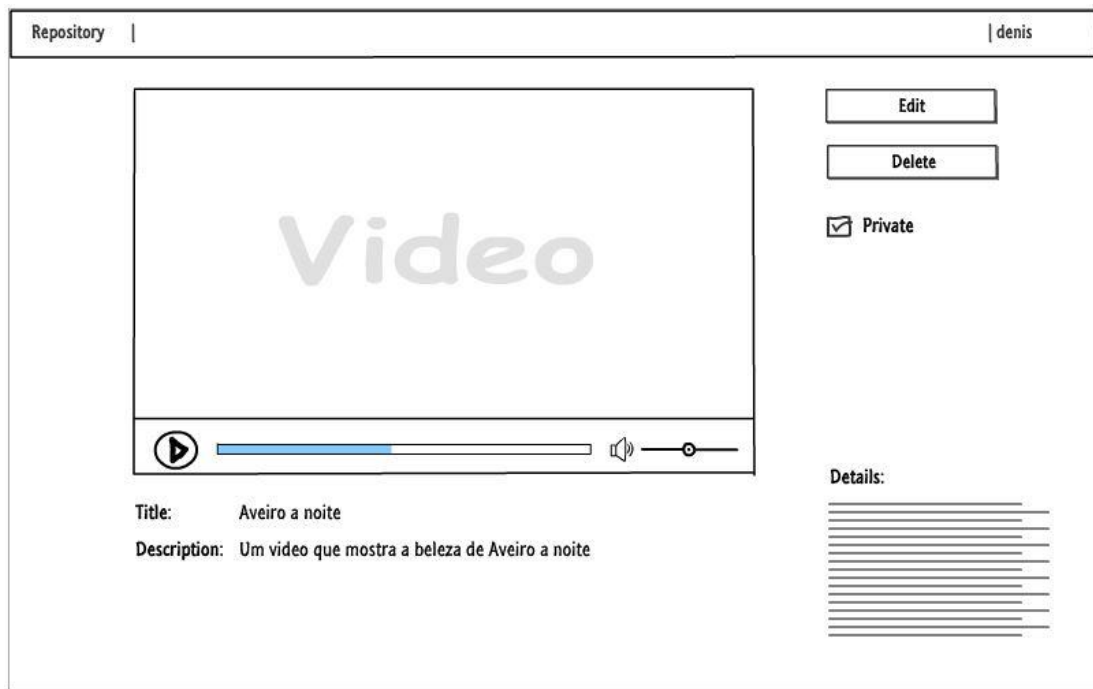 Repository | | denis
Video
Edit
Delete
Private
Title: Aveiro a noite
Description: Um video que mostra a beleza de Aveiro a noite
Details: